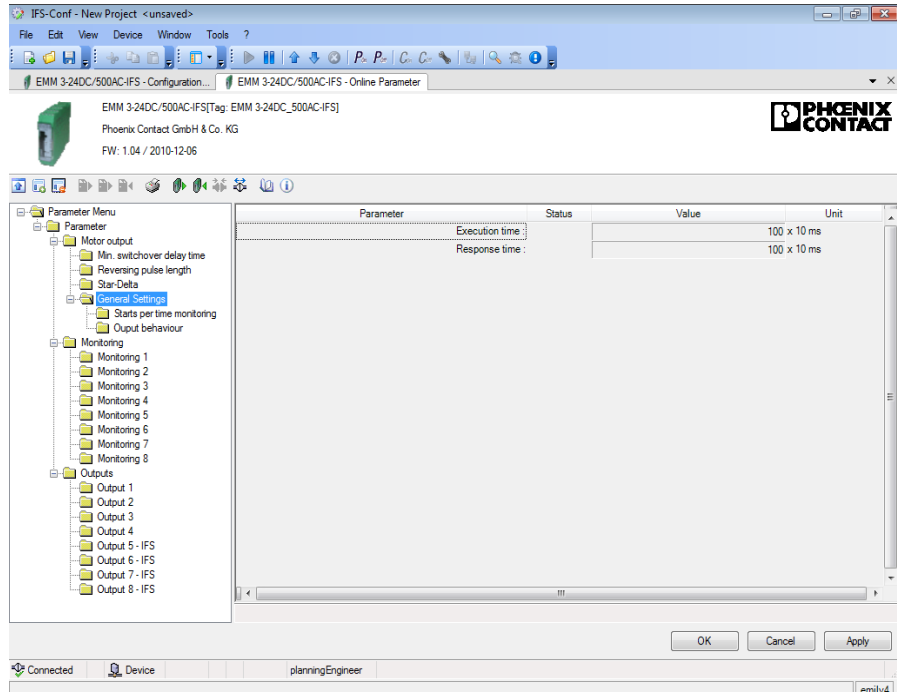 IFS-Conf - New Project <unsaved>
File Edit View Device Window Tools ?
EMM 3-24DC/500AC-IFS - Configuration... EMM 3-24DC/500AC-IFS - Online Parameter
EMM 3-24DC/500AC-IFS[Tag: EMM 3-24DC_500AC-IFS]
Phoenix Contact GmbH & Co. KG
FW: 1.04 / 2010-12-06
PHŒNIX
CONTACT
Parameter Menu
Parameter
Motor output
Min. switchover delay time
Reversing pulse length
Star-Delta
General Settings
Starts per time monitoring
Ouput behaviour
Monitoring
Monitoring 1
Monitoring 2
Monitoring 3
Monitoring 4
Monitoring 5
Monitoring 6
Monitoring 7
Monitoring 8
Outputs
Output 1
Output 2
Output 3
Output 4
Output 5 - IFS
Output 6 - IFS
Output 7 - IFS
Output 8 - IFS
Parameter Status Value Unit
Execution time : 100 x 10 ms
Response time : 100 x 10 ms
OK Cancel Apply
Connected Device planningEngineer